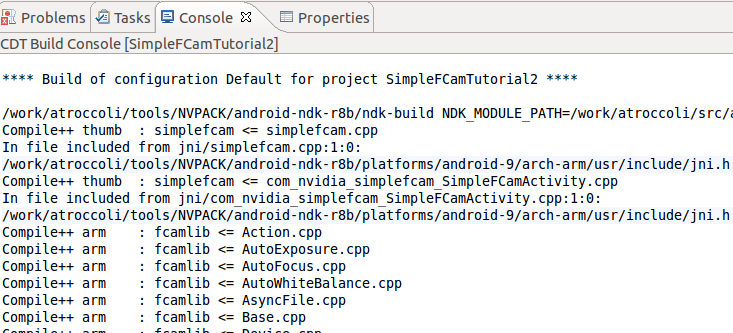 Problems Tasks Console Properties
CDT Build Console [SimpleFCamTutorial2]
**** Build of configuration Default for project SimpleFCamTutorial2 ****
/work/atroccoli/tools/NVPACK/android-ndk-r8b/ndk-build NDK_MODULE_PATH=/work/atroccoli/src/a
Compile++ thumb : simplefcam <= simplefcam.cpp
In file included from jni/simplefcam.cpp:1:0:
/work/atroccoli/tools/NVPACK/android-ndk-r8b/platforms/android-9/arch-arm/usr/include/jni.h
Compile++ thumb : simplefcam <= com_nvidia_simplefcam_SimpleFCamActivity.cpp
In file included from jni/com_nvidia_simplefcam_SimpleFCamActivity.cpp:1:0:
/work/atroccoli/tools/NVPACK/android-ndk-r8b/platforms/android-9/arch-arm/usr/include/jni.h
Compile++ arm : fcamlib <= Action.cpp
Compile++ arm : fcamlib <= AutoExposure.cpp
Compile++ arm : fcamlib <= AutoFocus.cpp
Compile++ arm : fcamlib <= AutoWhiteBalance.cpp
Compile++ arm : fcamlib <= AsyncFile.cpp
Compile++ arm : fcamlib <= Base.cpp
Compile++ arm : fcamlib <= Device.cpp